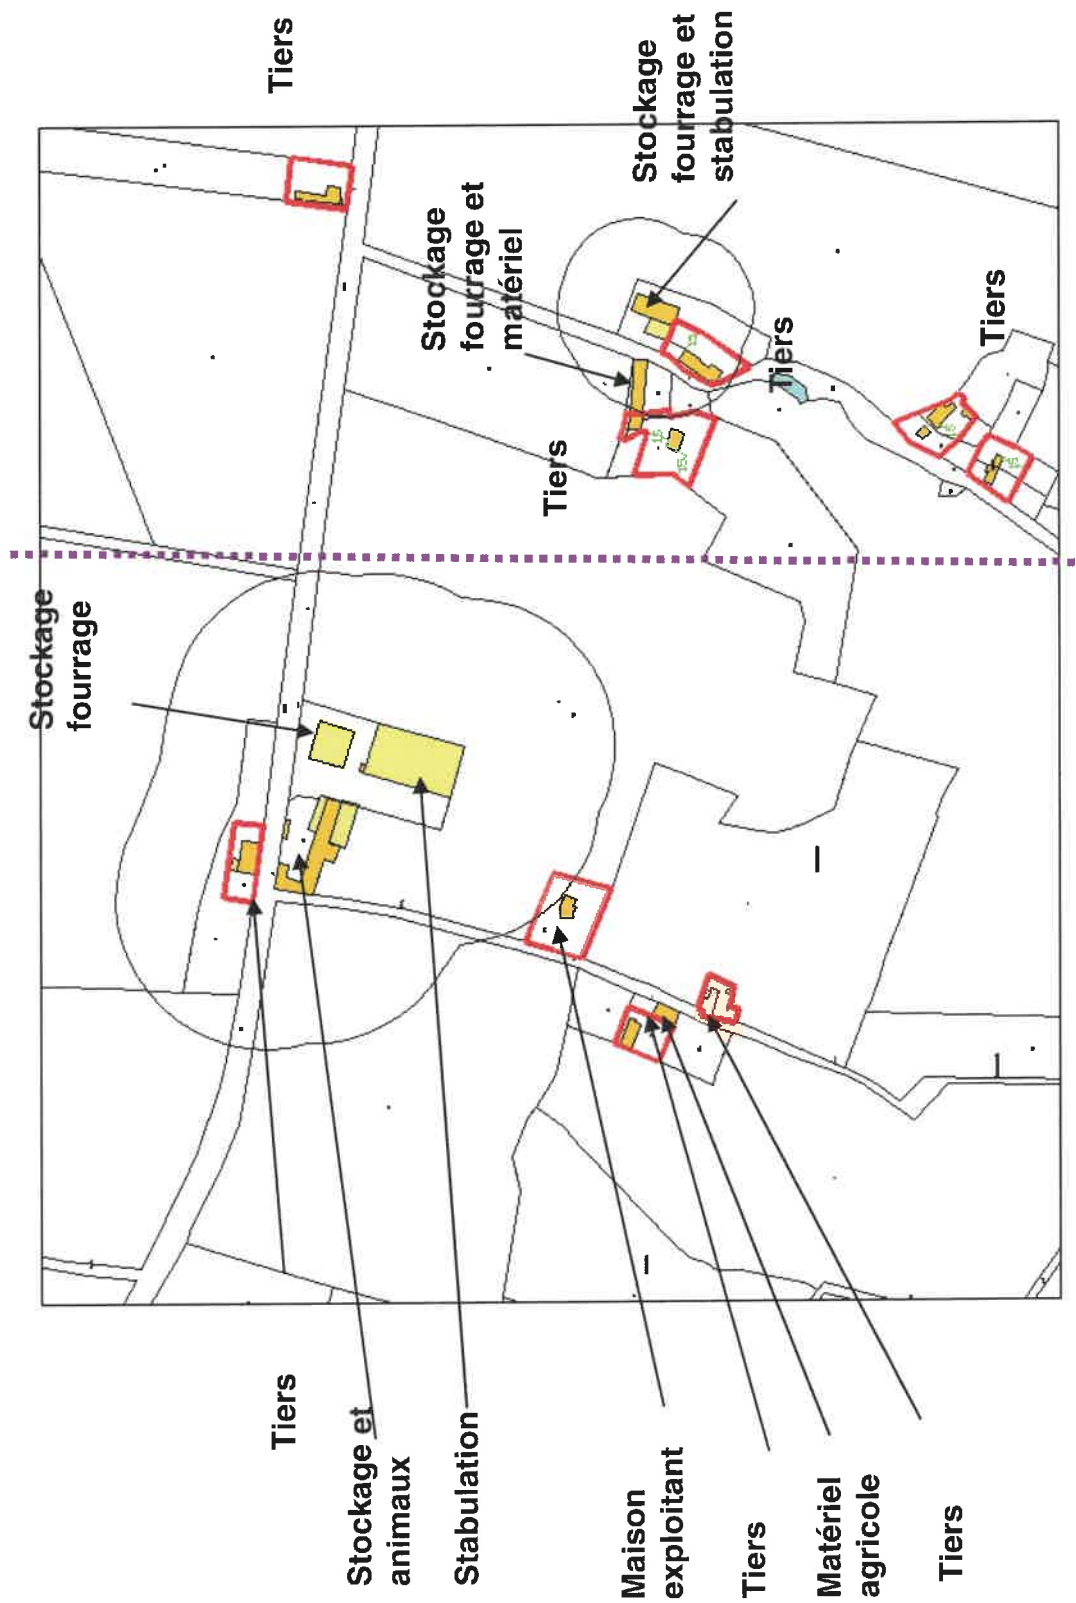 Tiers
Stockage
fourrage et
stabulation
Stockage
fourrage et
matériel
Tiers
Tiers
Tiers
Stockage
fourrage
Tiers
Stockage et
animaux
Stabulation
Maison
exploitant
Tiers
Matériel
agricole
Tiers
15